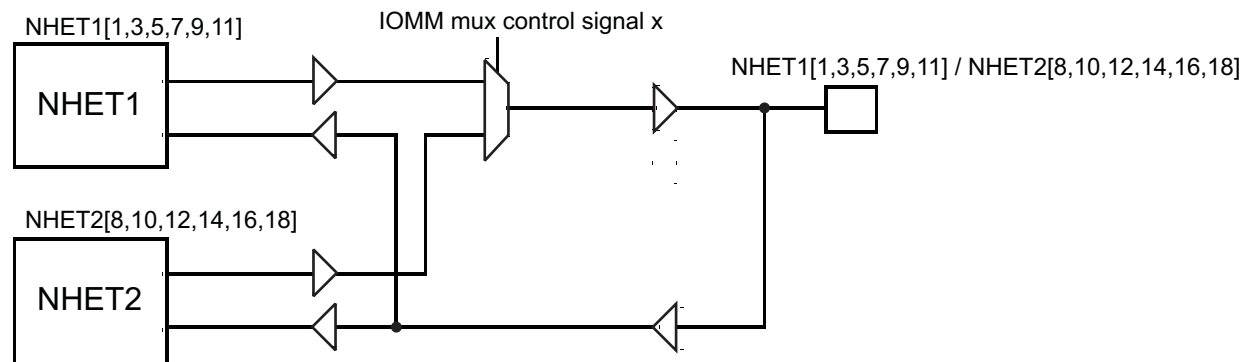 IOMM mux control signal x
NHET1[1,3,5,7,9,11]
NHET1[1,3,5,7,9,11] / NHET2[8,10,12,14,16,18]
NHET1
NHET2[8,10,12,14,16,18]
NHET2